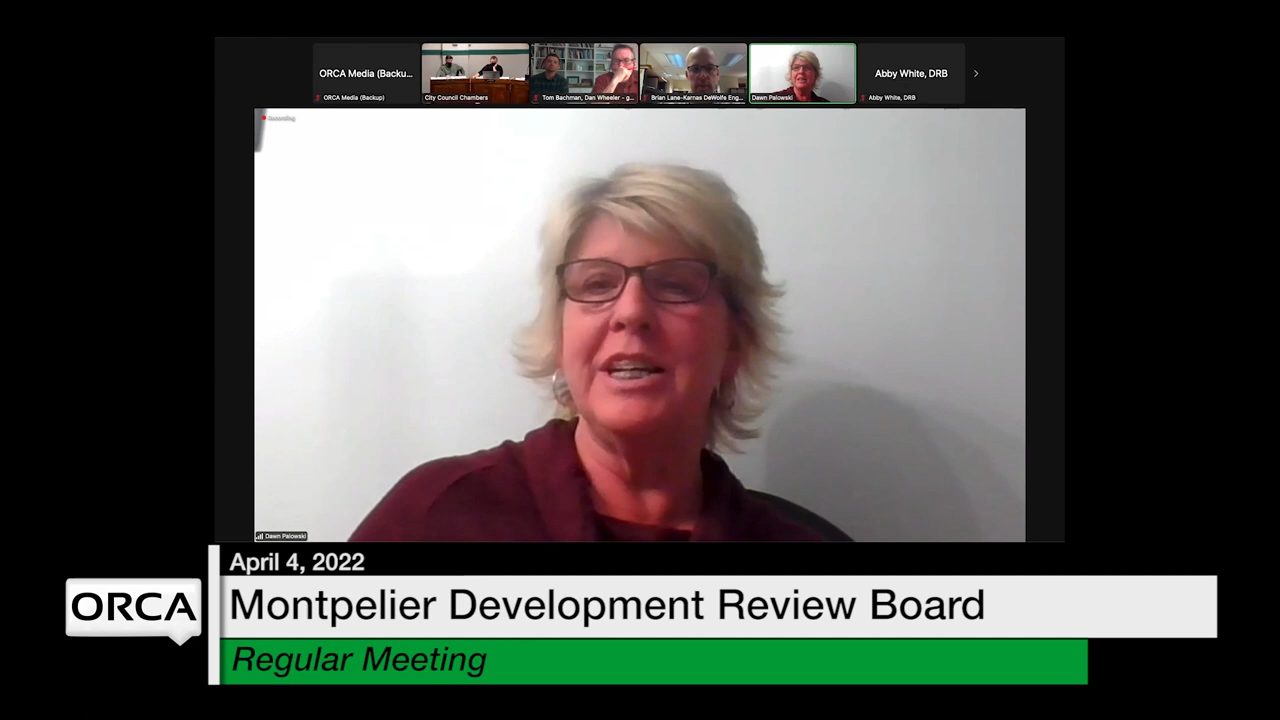 ORCA Media (Backu...
Abby White, DRB
ORCA Media (Backup)
City Council Chambers
Tom Bachman, Dan Wheeler - g...
Brian Lane-Karnas DeWolfe Eng...
Dawn Palowski
Abby White, DRB
Recording
Dawn Palowski
April 4, 2022
ORCA
Montpelier Development Review Board
Regular Meeting